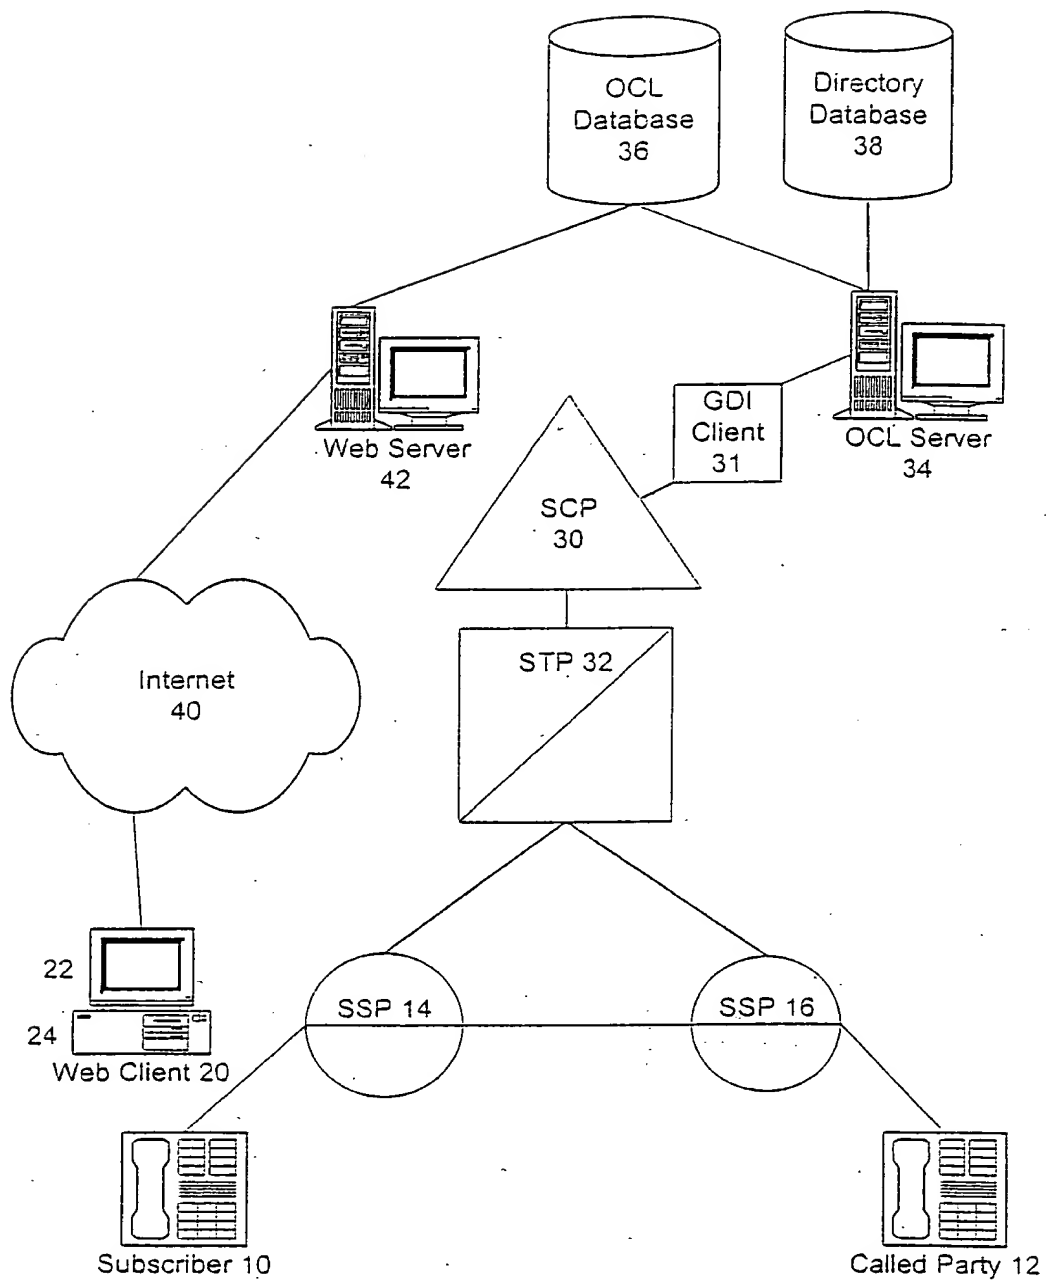 OCL
Database
36
Directory
Database
38
Web Server
42
GDI
Client
31
OCL Server
34
SCP
30
STP 32
Internet
40
22
24
Web Client 20
SSP 14
SSP 16
Subscriber 10
Called Party 12